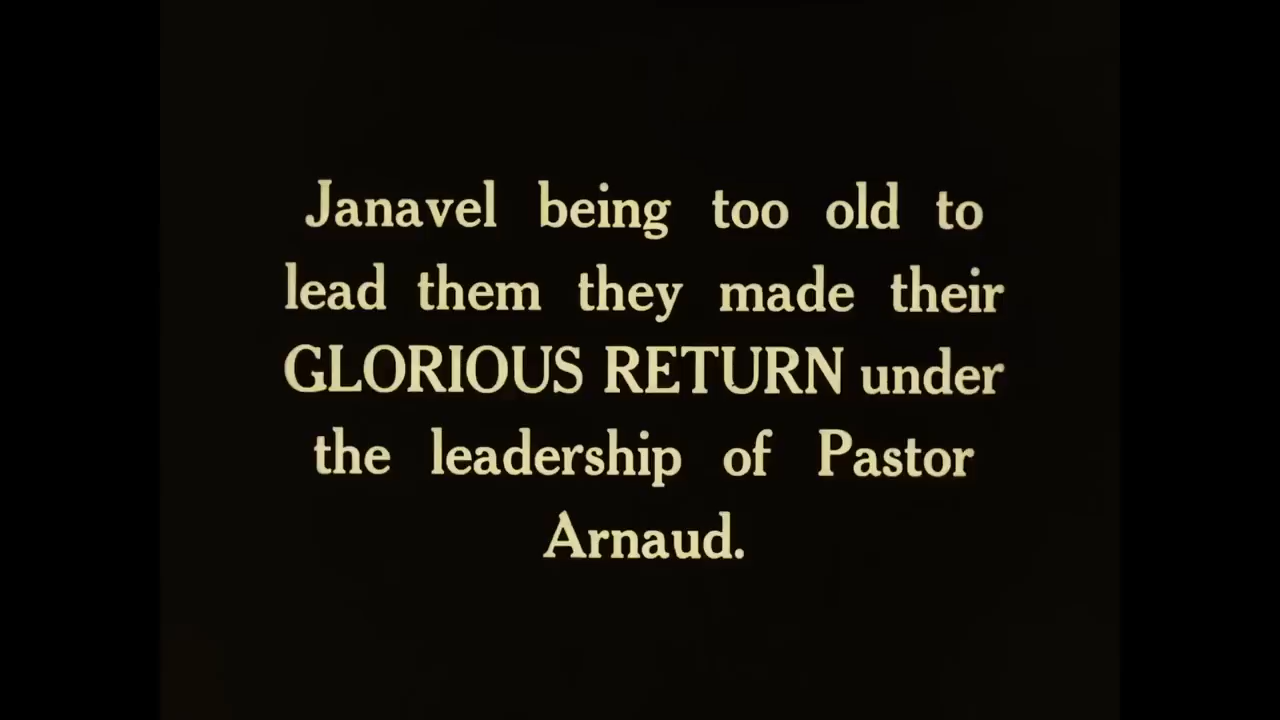 Janavel being too old to
lead them they made their
GLORIOUS RETURN under
the leadership of Pastor
Arnaud.